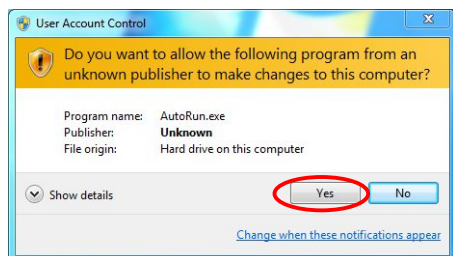 User Account Control
Do you want to allow the following program from an
unknown publisher to make changes to this computer?
Program name: AutoRun.exe
Publisher: Unknown
File origin: Hard drive on this computer
Show details Yes No
Change when these notifications appear